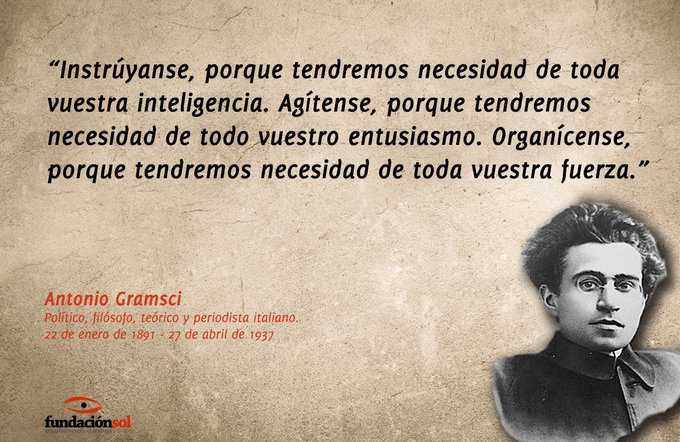 “Instrúyanse, porque tendremos necesidad de toda
vuestra inteligencia. Agítense, porque tendremos
necesidad de todo vuestro entusiasmo. Organícense,
porque tendremos necesidad de toda vuestra fuerza.”
Antonio Gramsci
Político, filósofo, teórico y periodista italiano.
22 de enero de 1891 - 27 de abril de 1937
fundaciónsol